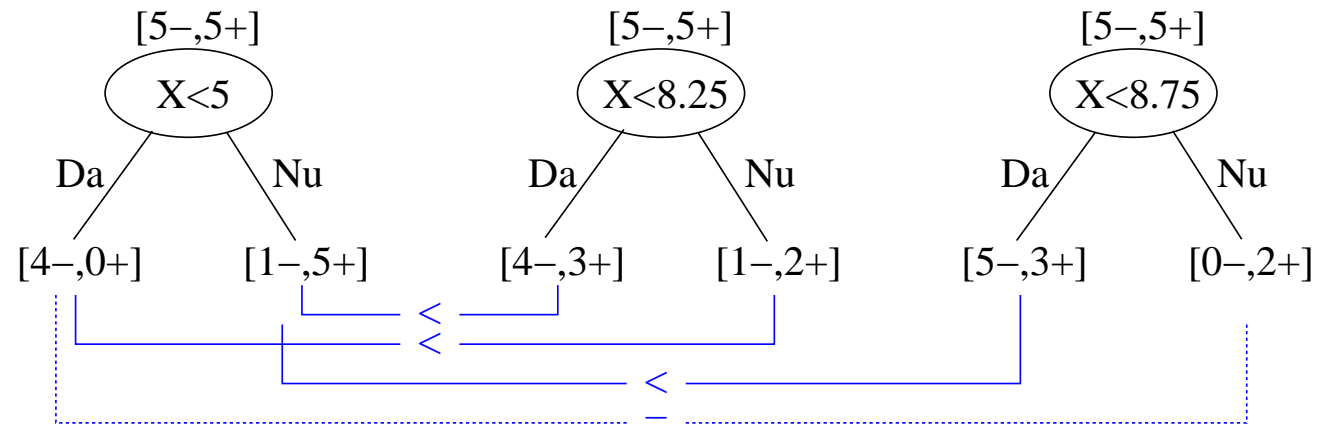 [5−,5+] [5−,5+] [5−,5+]
X<5 X<8.25 X<8.75
Da Nu Da Nu Da Nu
[4−,0+] [1−,5+] [4−,3+] [1−,2+] [5−,3+] [0−,2+]
<
<
<
−